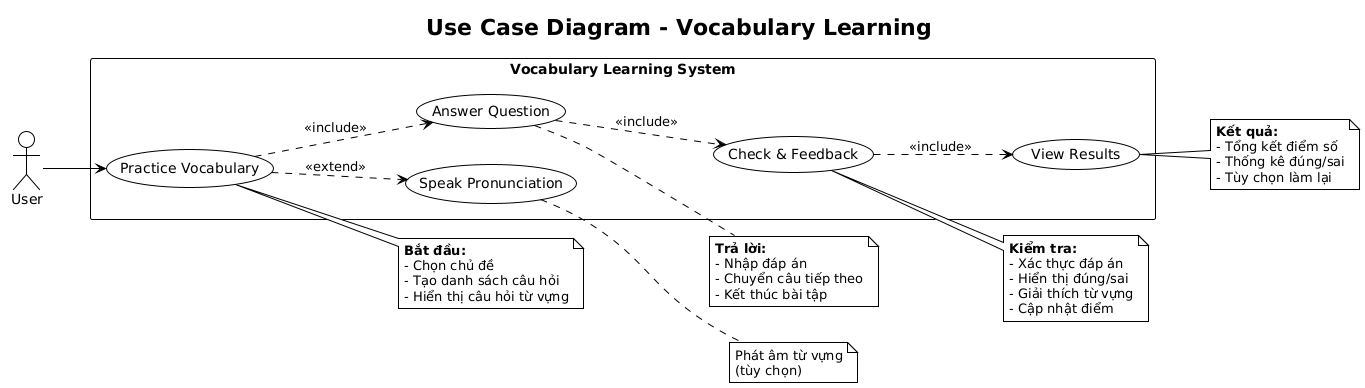 Use Case Diagram - Vocabulary Learning
Vocabulary Learning System
User
Practice Vocabulary
«include»
«extend»
Answer Question
Speak Pronunciation
«include»
Check & Feedback
«include»
View Results
Kết quả:
- Tổng kết điểm số
- Thống kê đúng/sai
- Tùy chọn làm lại
Bắt đầu:
- Chọn chủ đề
- Tạo danh sách câu hỏi
- Hiển thị câu hỏi từ vựng
Trả lời:
- Nhập đáp án
- Chuyển câu tiếp theo
- Kết thúc bài tập
Kiểm tra:
- Xác thực đáp án
- Hiển thị đúng/sai
- Giải thích từ vựng
- Cập nhật điểm
Phát âm từ vựng
(tùy chọn)